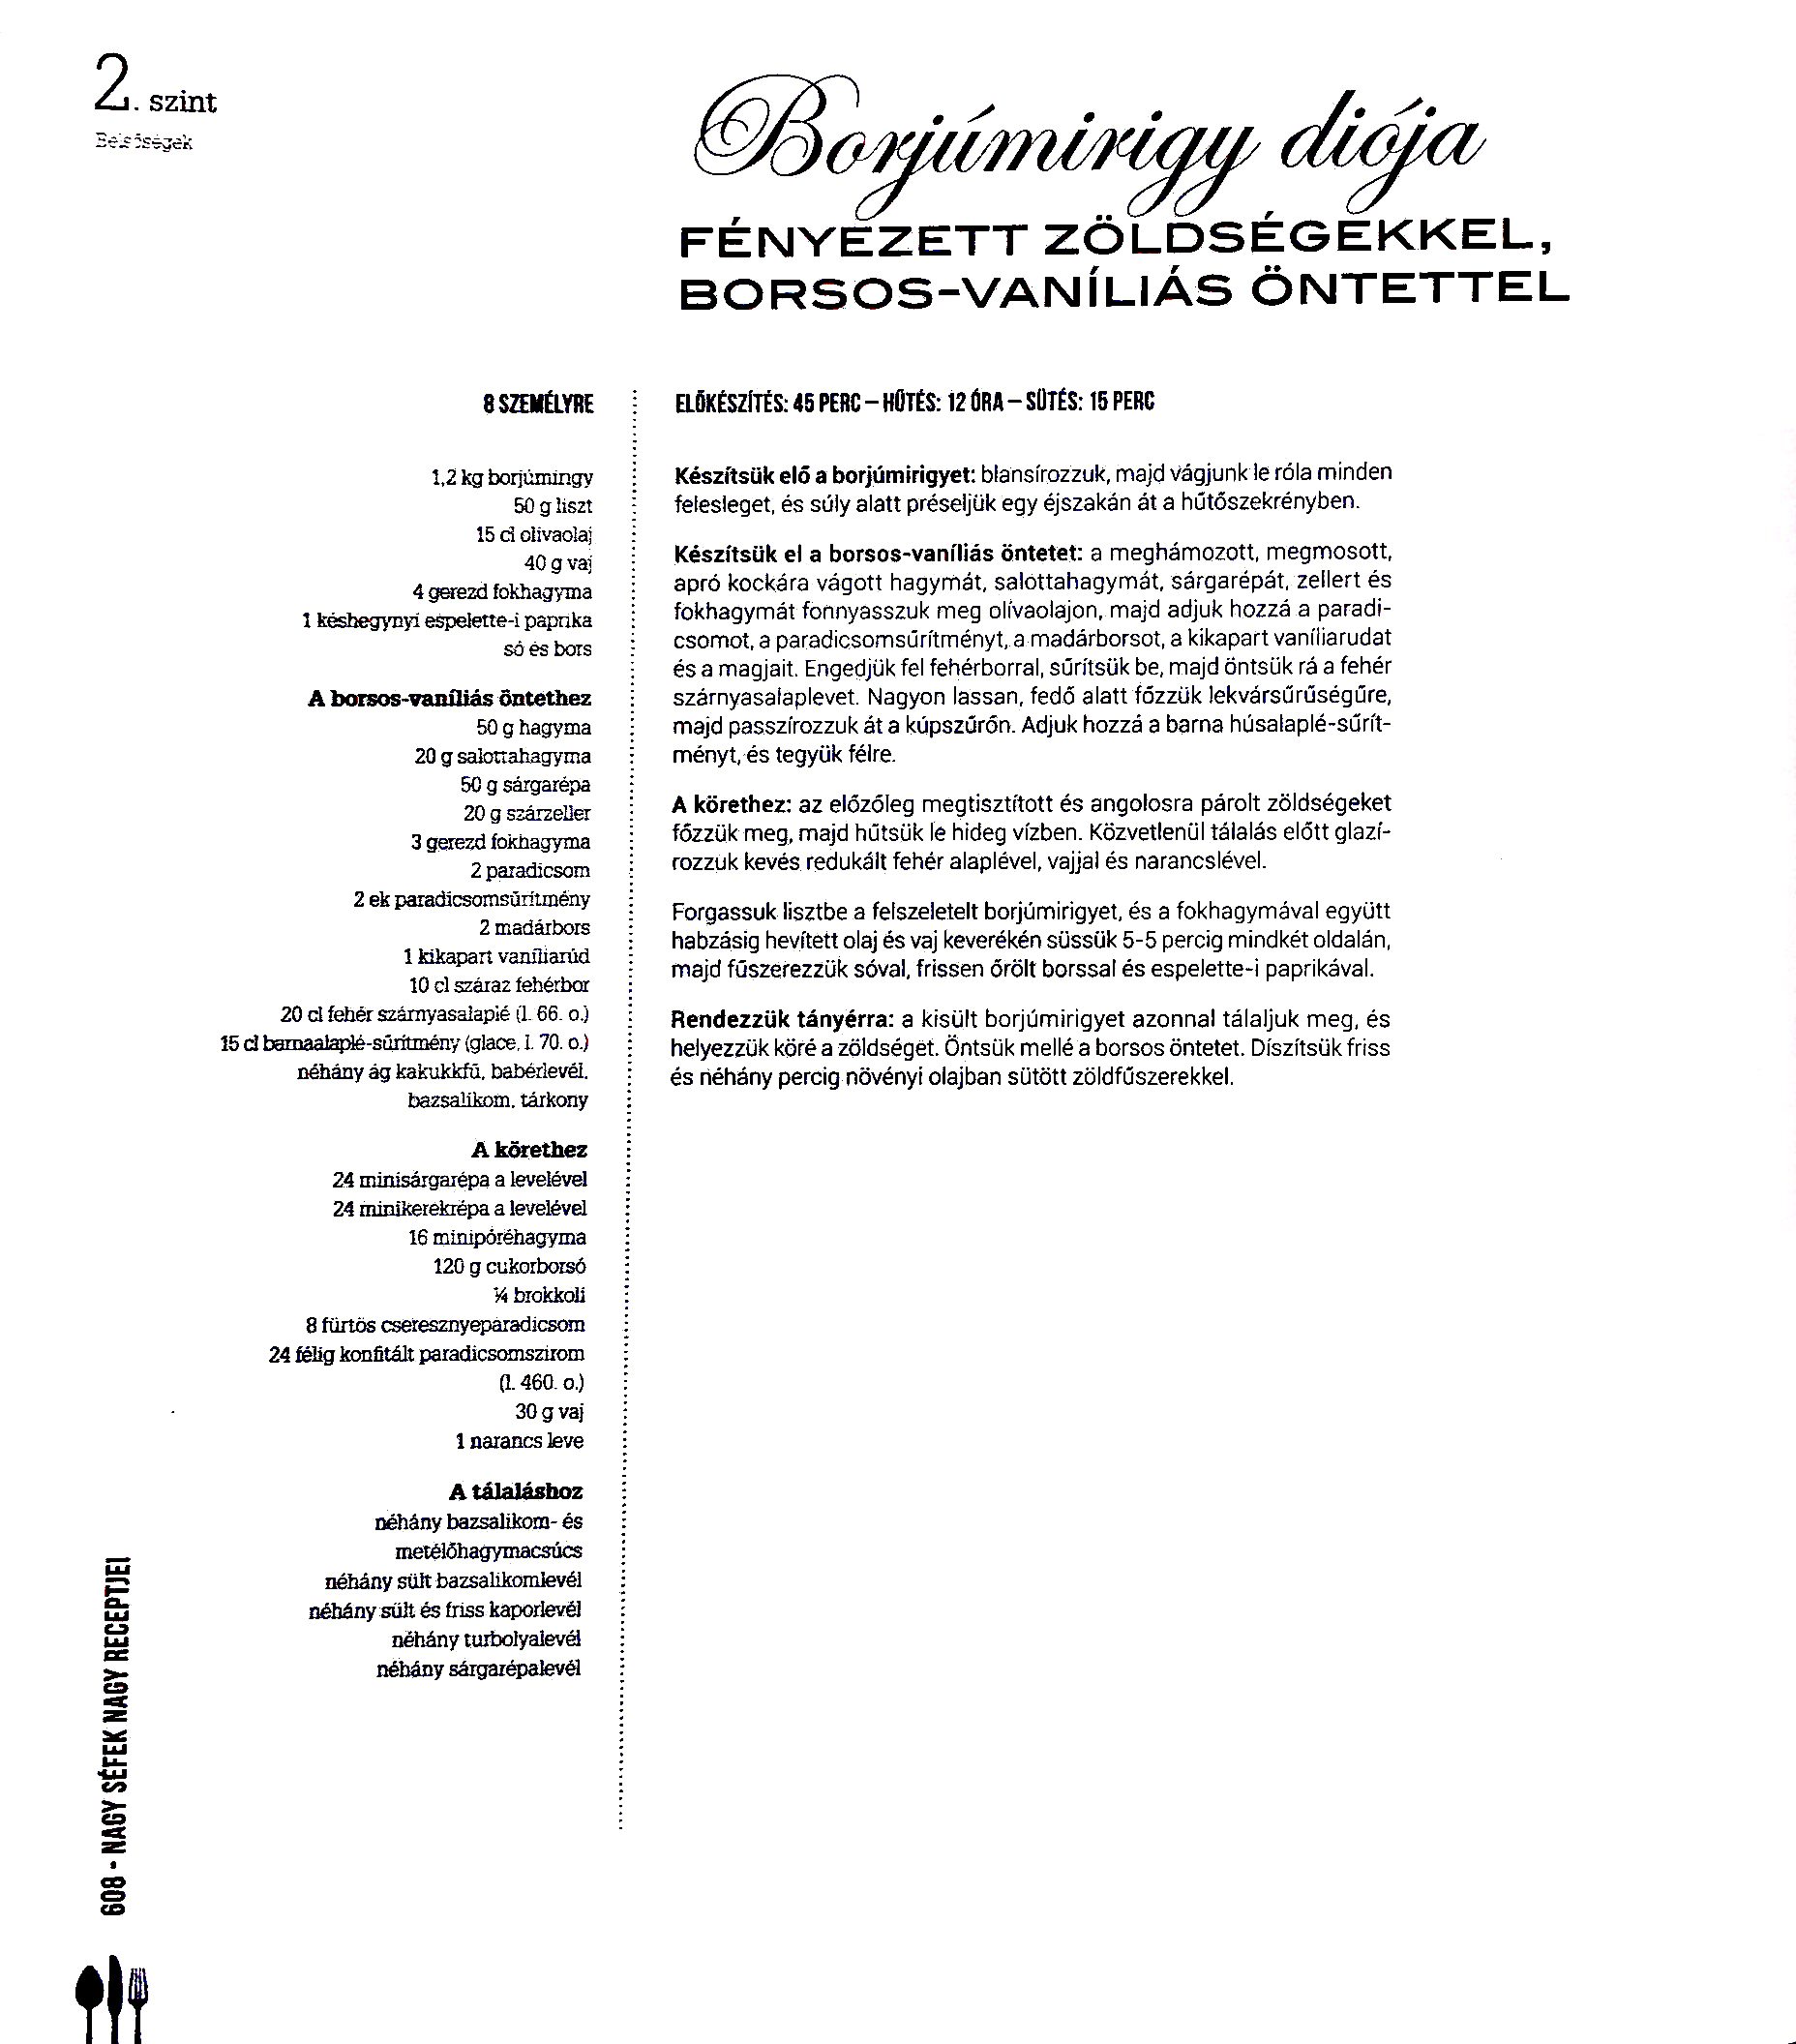 2. szint
Belsőségek
Borjúmirigy diója
FÉNYEZETT ZÖLDSÉGEKKEL,
BORSOS-VANÍLIÁS ÖNTETTEL
8 SZEMÉLYRE
1,2 kg borjúmirigy
50 g liszt
15 cl olívaolaj
40 g vaj
4 gerezd fokhagyma
1 késhegynyi espelette-i paprika
só és bors
A borsos-vaníliás öntethez
50 g hagyma
20 g salottahagyma
50 g sárgarépa
20 g szárzeller
3 gerezd fokhagyma
2 paradicsom
2 ek paradicsomsűrítmény
2 madárbors
1 kikapart vaníliarúd
10 cl száraz fehérbor
20 cl fehér szárnyasalaplé (l. 66. o.)
15 cl barnaalaplé-sűrítmény (glace, l. 70. o.)
néhány ág kakukkfű, babérlevél,
bazsalikom, tárkony
A körethez
24 minisárgarépa a levelével
24 minikerekrépa a levelével
16 minipóréhagyma
120 g cukorborsó
¼ brokkoli
8 fürtös cseresznyeparadicsom
24 félig konfitált paradicsomszirom
(l. 460. o.)
30 g vaj
1 narancs leve
A tálaláshoz
néhány bazsalikom- és
metélőhagymacsúcs
néhány sült bazsalikomlevél
néhány sült és friss kaporlevél
néhány turbolyalevél
néhány sárgarépalevél
ELŐKÉSZÍTÉS: 45 PERC – HŰTÉS: 12 ÓRA – SÜTÉS: 15 PERC
Készítsük elő a borjúmirigyet: blansírozzuk, majd vágjunk le róla minden
felesleget, és súly alatt préseljük egy éjszakán át a hűtőszekrényben.
Készítsük el a borsos-vaníliás öntetet: a meghámozott, megmosott,
apró kockára vágott hagymát, salottahagymát, sárgarépát, zellert és
fokhagymát fonnyasszuk meg olívaolajon, majd adjuk hozzá a paradi-
csomot, a paradicsomsűrítményt, a madárborsot, a kikapart vaníliarudat
és a magjait. Engedjük fel fehérborral, sűrítsük be, majd öntsük rá a fehér
szárnyasalaplevet. Nagyon lassan, fedő alatt főzzük lekvársűrűségűre,
majd passzírozzuk át a kúpszűrőn. Adjuk hozzá a barna húsalaplé-sűrít-
ményt, és tegyük félre.
A körethez: az előzőleg megtisztított és angolosra párolt zöldségeket
főzzük meg, majd hűtsük le hideg vízben. Közvetlenül tálalás előtt glazí-
rozzuk kevés redukált fehér alaplével, vajjal és narancslével.
Forgassuk lisztbe a felszeletelt borjúmirigyet, és a fokhagymával együtt
habzásig hevített olaj és vaj keverékén süssük 5-5 percig mindkét oldalán,
majd fűszerezzük sóval, frissen őrölt borssal és espelette-i paprikával.
Rendezzük tányérra: a kisült borjúmirigyet azonnal tálaljuk meg, és
helyezzük köré a zöldséget. Öntsük mellé a borsos öntetet. Díszítsük friss
és néhány percig növényi olajban sütött zöldfűszerekkel.
608 - NAGY SÉFEK NAGY RECEPTJEI